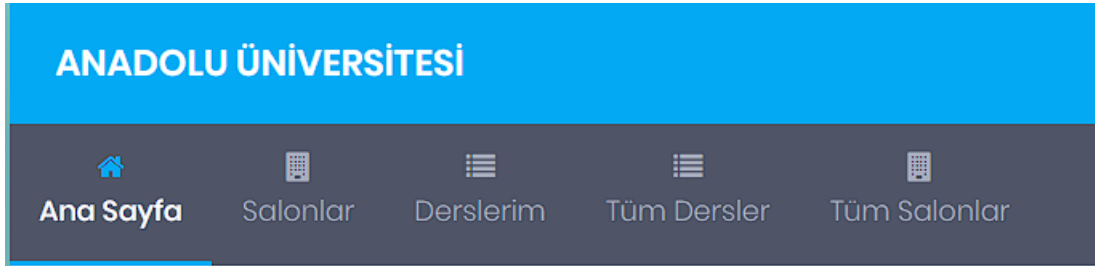 ANADOLU ÜNİVERSİTESİ
Ana Sayfa Salonlar Derslerim Tüm Dersler Tüm Salonlar